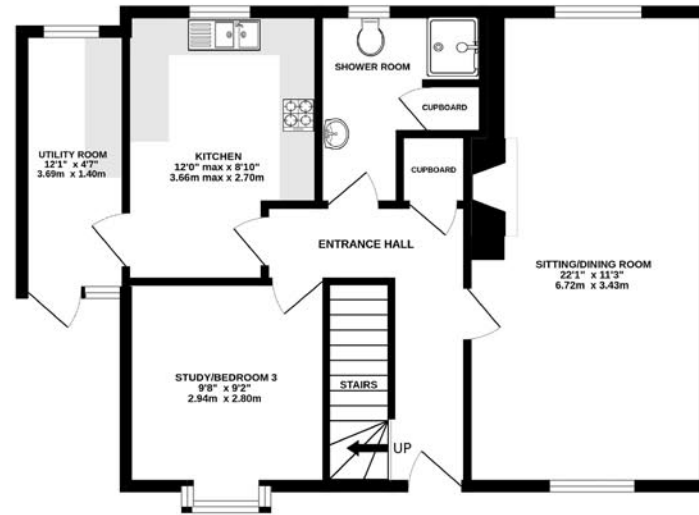 SHOWER ROOM
CUPBOARD
UTILITY ROOM
12'1" x 4'7"
3.69m x 1.40m
KITCHEN
12'0" max x 8'10"
3.66m max x 2.70m
CUPBOARD
ENTRANCE HALL
SITTING/DINING ROOM
22'1" x 11'3"
6.72m x 3.43m
STUDY/BEDROOM 3
9'8" x 9'2"
2.94m x 2.80m
STAIRS
UP